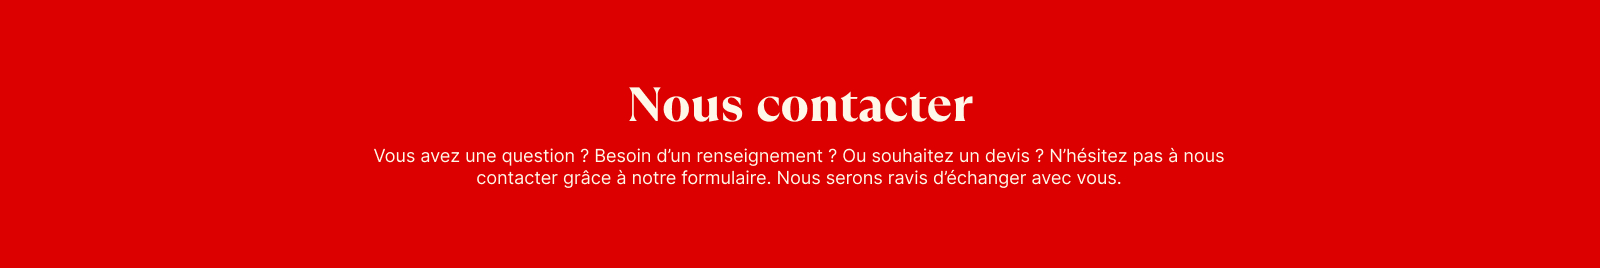 Nous contacter
Vous avez une question ? Besoin d’un renseignement ? Ou souhaitez un devis ? N’hésitez pas à nous
contacter grâce à notre formulaire. Nous serons ravis d’échanger avec vous.